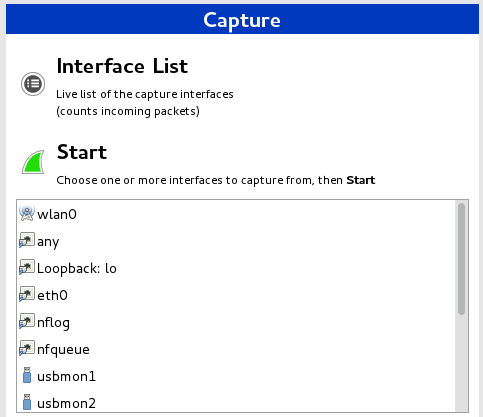 Capture
Interface List
Live list of the capture interfaces
(counts incoming packets)
Start
Choose one or more interfaces to capture from, then Start
wlan0
any
Loopback: lo
eth0
nflog
nfqueue
usbmon1
usbmon2